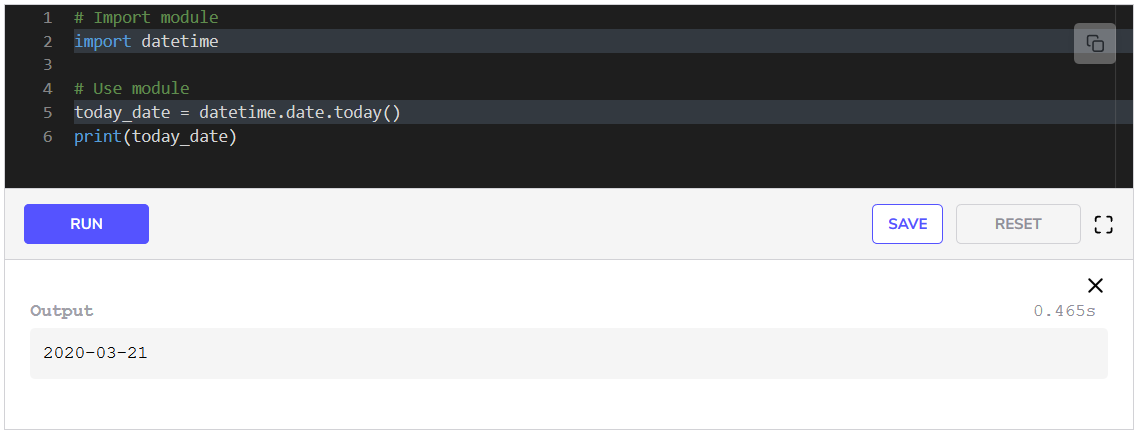 1 # Import module
2 import datetime
3
4 # Use module
5 today_date = datetime.date.today()
6 print(today_date)
RUN SAVE RESET
Output 0.465s
2020-03-21